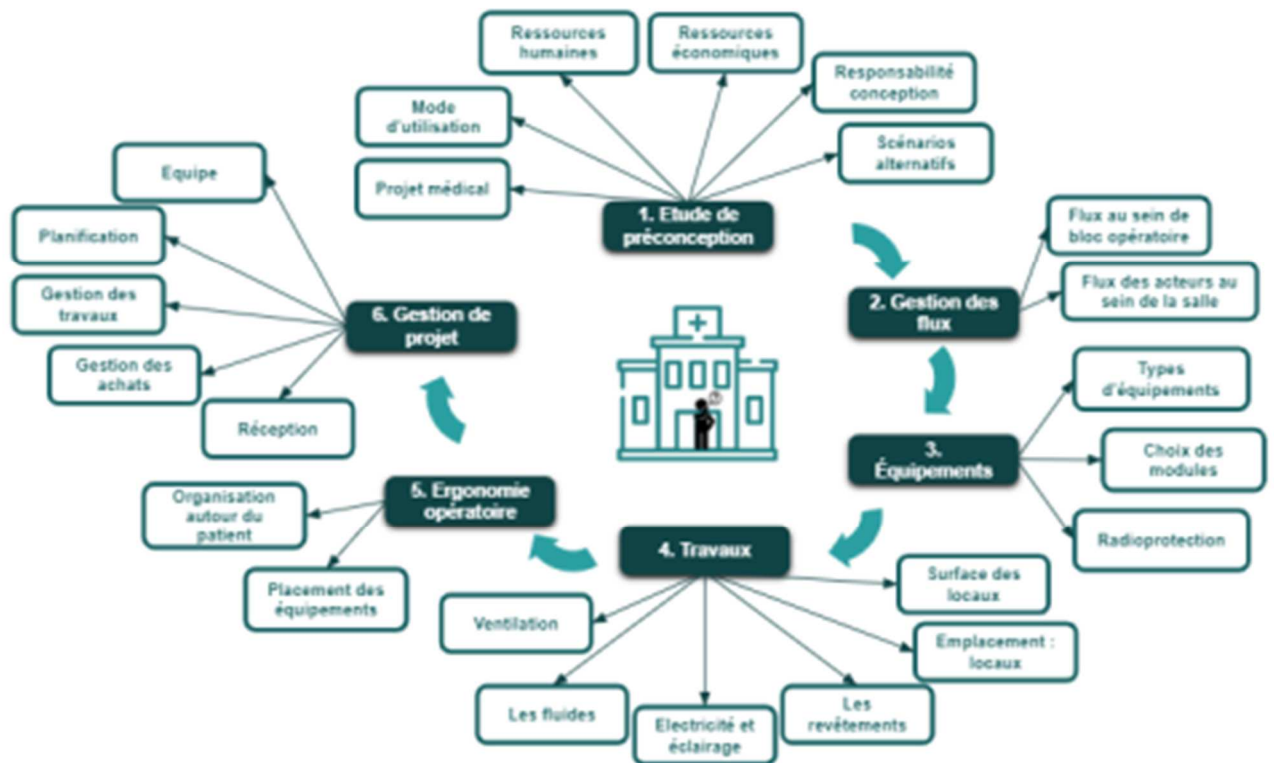 Ressources
humaines
Ressources
économiques
Responsabilité
conception
Mode
d'utilisation
Scénarios
alternatifs
Projet médical
1. Etude de
préconception
Flux au sein de
bloc opératoire
Flux des acteurs au
sein de la salle
2. Gestion des
flux
Types
d'équipements
Choix des
modules
Radioprotection
3.
Équipements
4. Travaux
Surface des
locaux
Emplacement :
locaux
Les
revêtements
Electricité et
éclairage
Les fluides
Ventilation
5. Ergonomie
opératoire
Organisation
autour du
patient
Placement des
équipements
6. Gestion de
projet
Equipe
Planification
Gestion des
travaux
Gestion des
achats
Réception